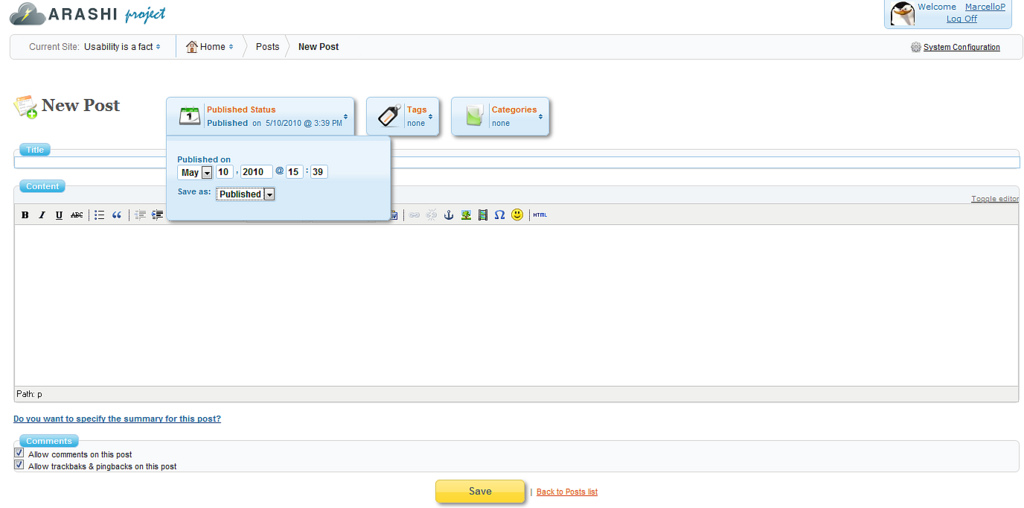 ARASHI project
Welcome MarcelloP
Log Off
Current Site: Usability is a fact Home Posts New Post
System Configuration
New Post
1
Published Status
Published on 5/10/2010 @ 3:39 PM
Tags
none
Categories
none
Published on
May 10 , 2010 @ 15 : 39
Save as: Published
Title
Content
Toggle editor
B I U ABC HTML
Path: p
Do you want to specify the summary for this post?
Comments
Allow comments on this post
Allow trackbaks & pingbacks on this post
Save | Back to Posts list